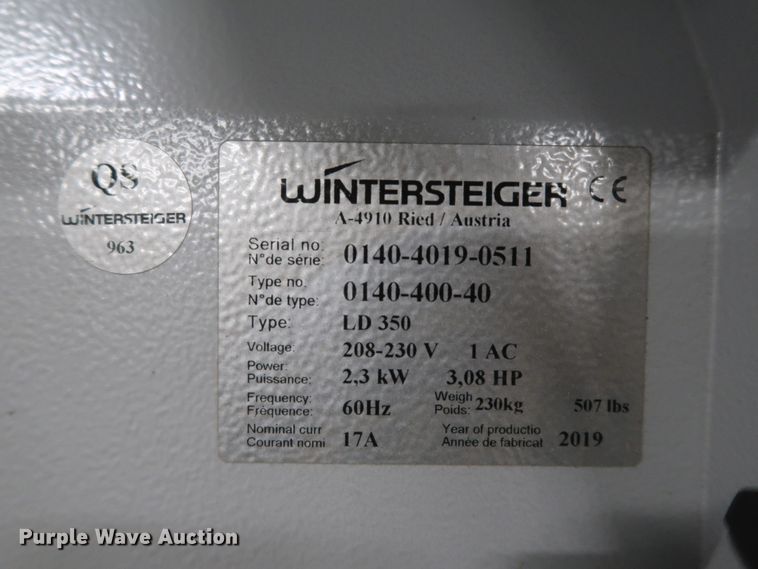 QS
WINTERSTEIGER
963
WINTERSTEIGER CE
A-4910 Ried / Austria
Serial no:
N°de série: 0140-4019-0511
Type no.
N°de type: 0140-400-40
Type: LD 350
Voltage: 208-230 V 1 AC
Power:
Puissance: 2,3 kW 3,08 HP
Frequency:
Fréquence: 60Hz
Weigh
Poids: 230kg 507 lbs
Nominal curr
Courant nomi 17A
Year of productio
Année de fabricat 2019
Purple Wave Auction